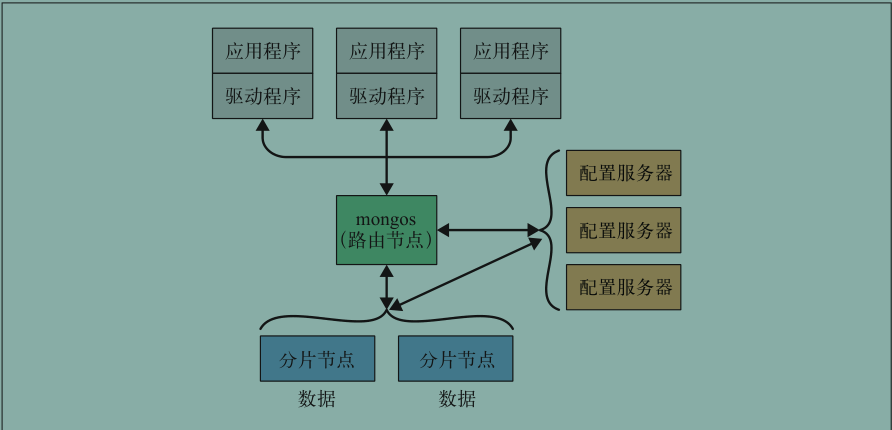 应用程序 应用程序 应用程序
驱动程序 驱动程序 驱动程序
配置服务器
mongos
（路由节点）
配置服务器
配置服务器
分片节点 分片节点
数据 数据